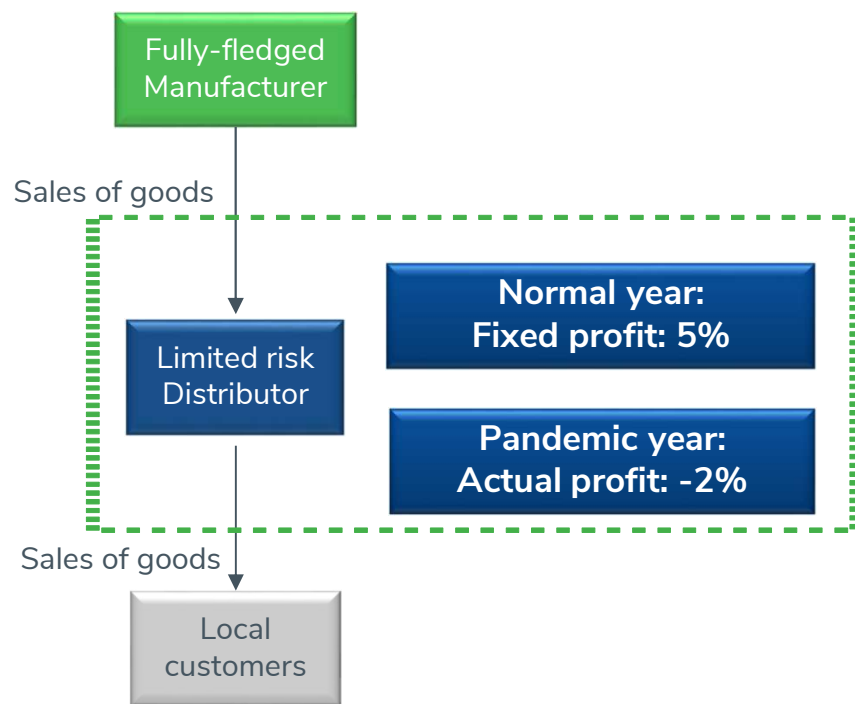 Fully-fledged
Manufacturer
Sales of goods
Normal year:
Fixed profit: 5%
Limited risk
Distributor
Pandemic year:
Actual profit: -2%
Sales of goods
Local
customers